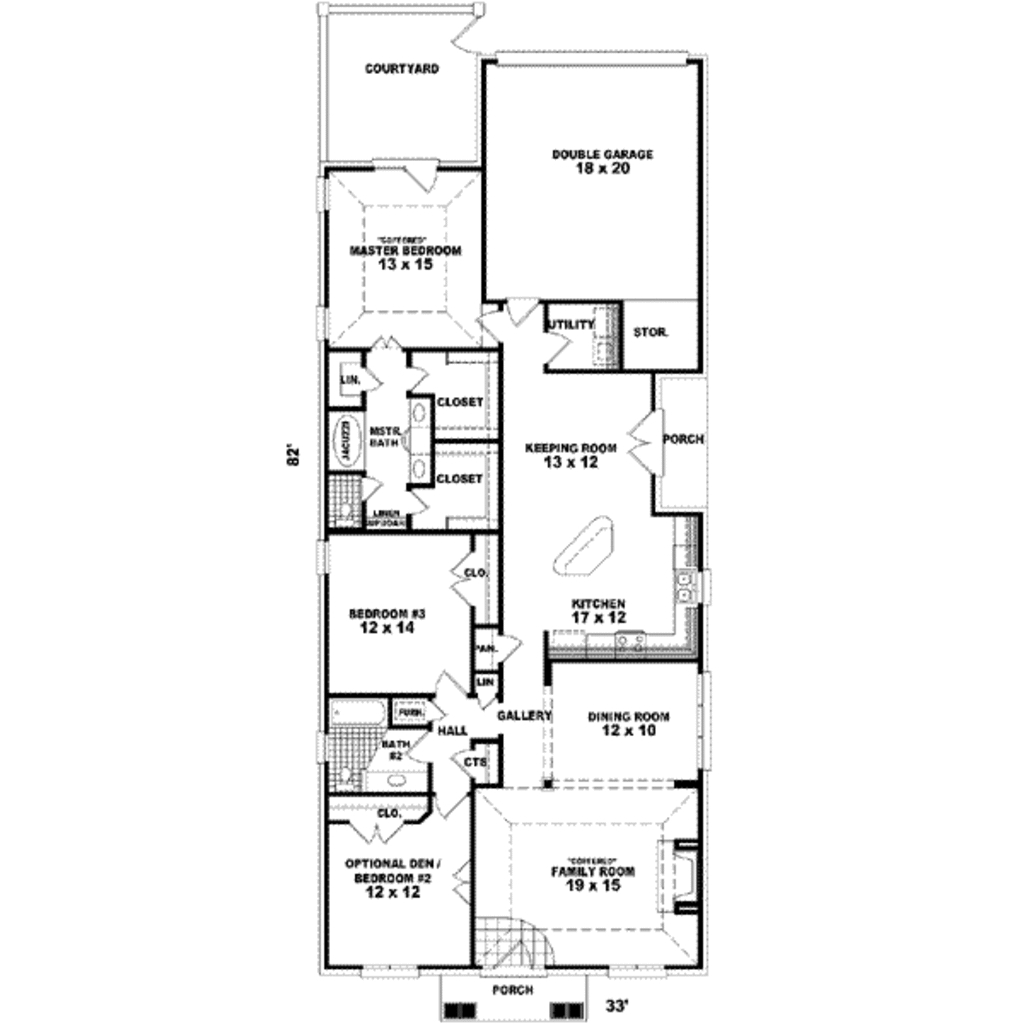 COURTYARD
DOUBLE GARAGE
18 x 20
"COFFERED"
MASTER BEDROOM
13 x 15
UTILITY
STOR.
LIN.
CLOSET
JACUZZI
MSTR.
BATH
KEEPING ROOM
13 x 12
PORCH
82'
CLOSET
LINEN
CLO.
BEDROOM #3
12 x 14
KITCHEN
17 x 12
PAN.
LIN
FURN.
GALLERY
DINING ROOM
12 x 10
HALL
BATH
#2
CTS
CLO.
OPTIONAL DEN /
BEDROOM #2
12 x 12
"COFFERED"
FAMILY ROOM
19 x 15
PORCH
33'